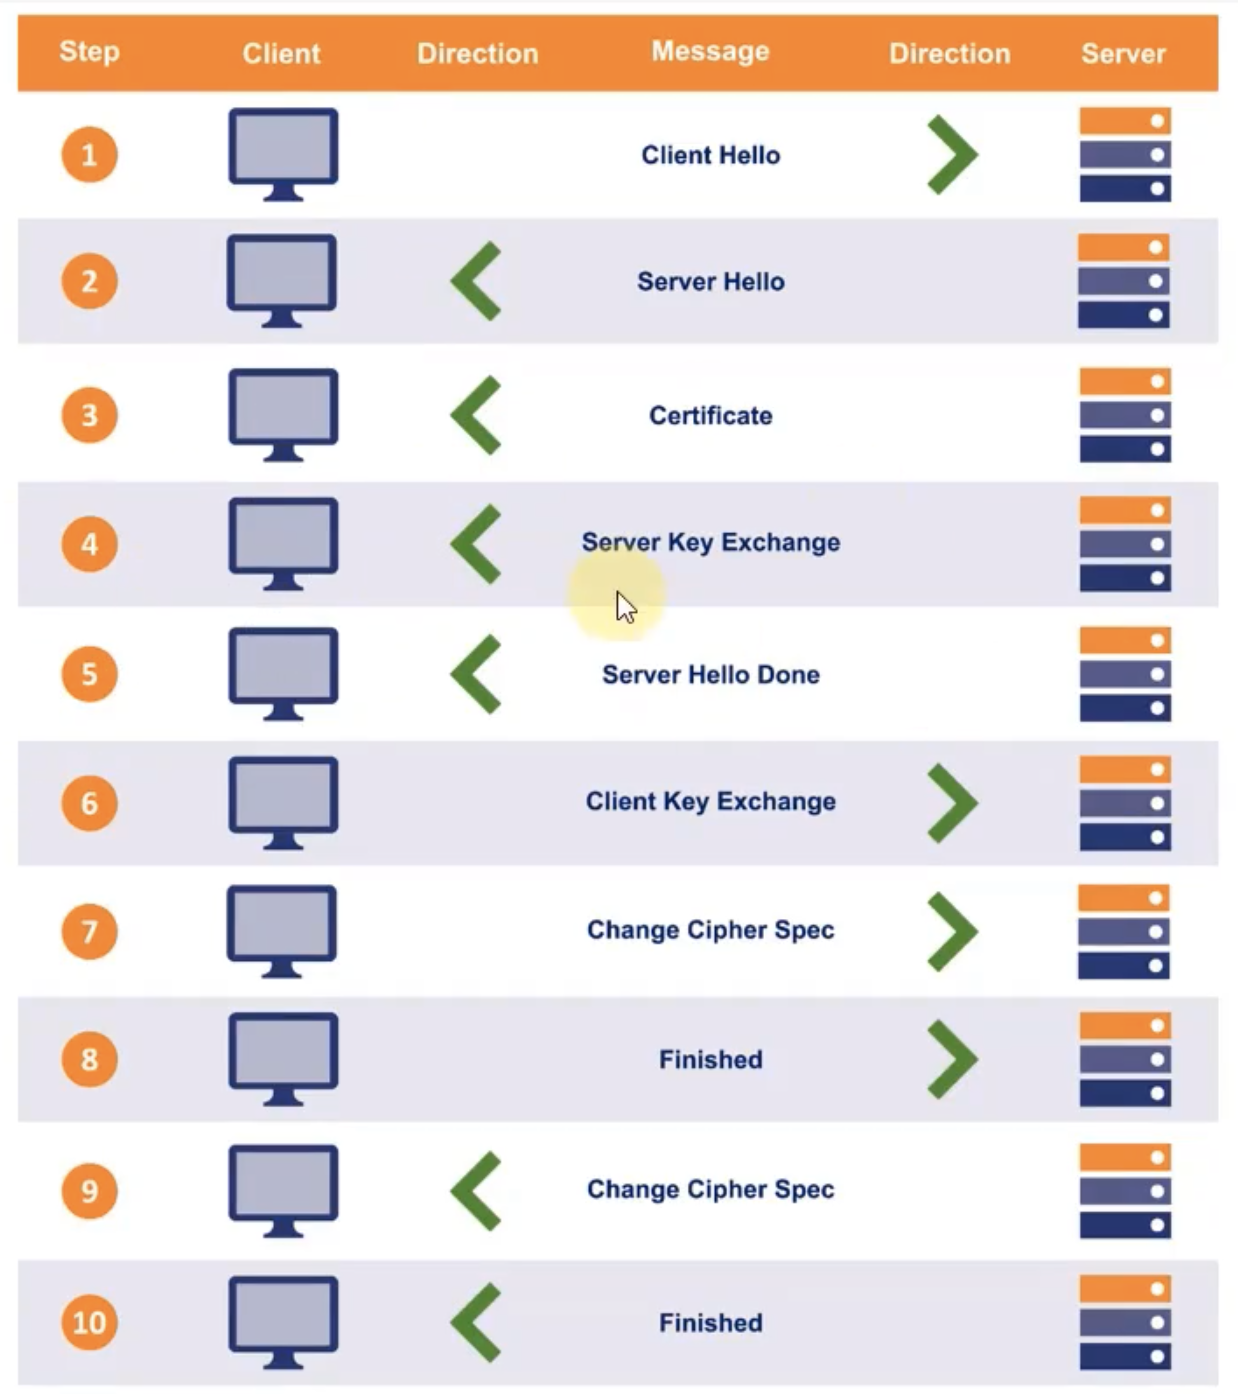 Step Client Direction Message Direction Server
1 Client Hello
2 Server Hello
3 Certificate
4 Server Key Exchange
5 Server Hello Done
6 Client Key Exchange
7 Change Cipher Spec
8 Finished
9 Change Cipher Spec
10 Finished